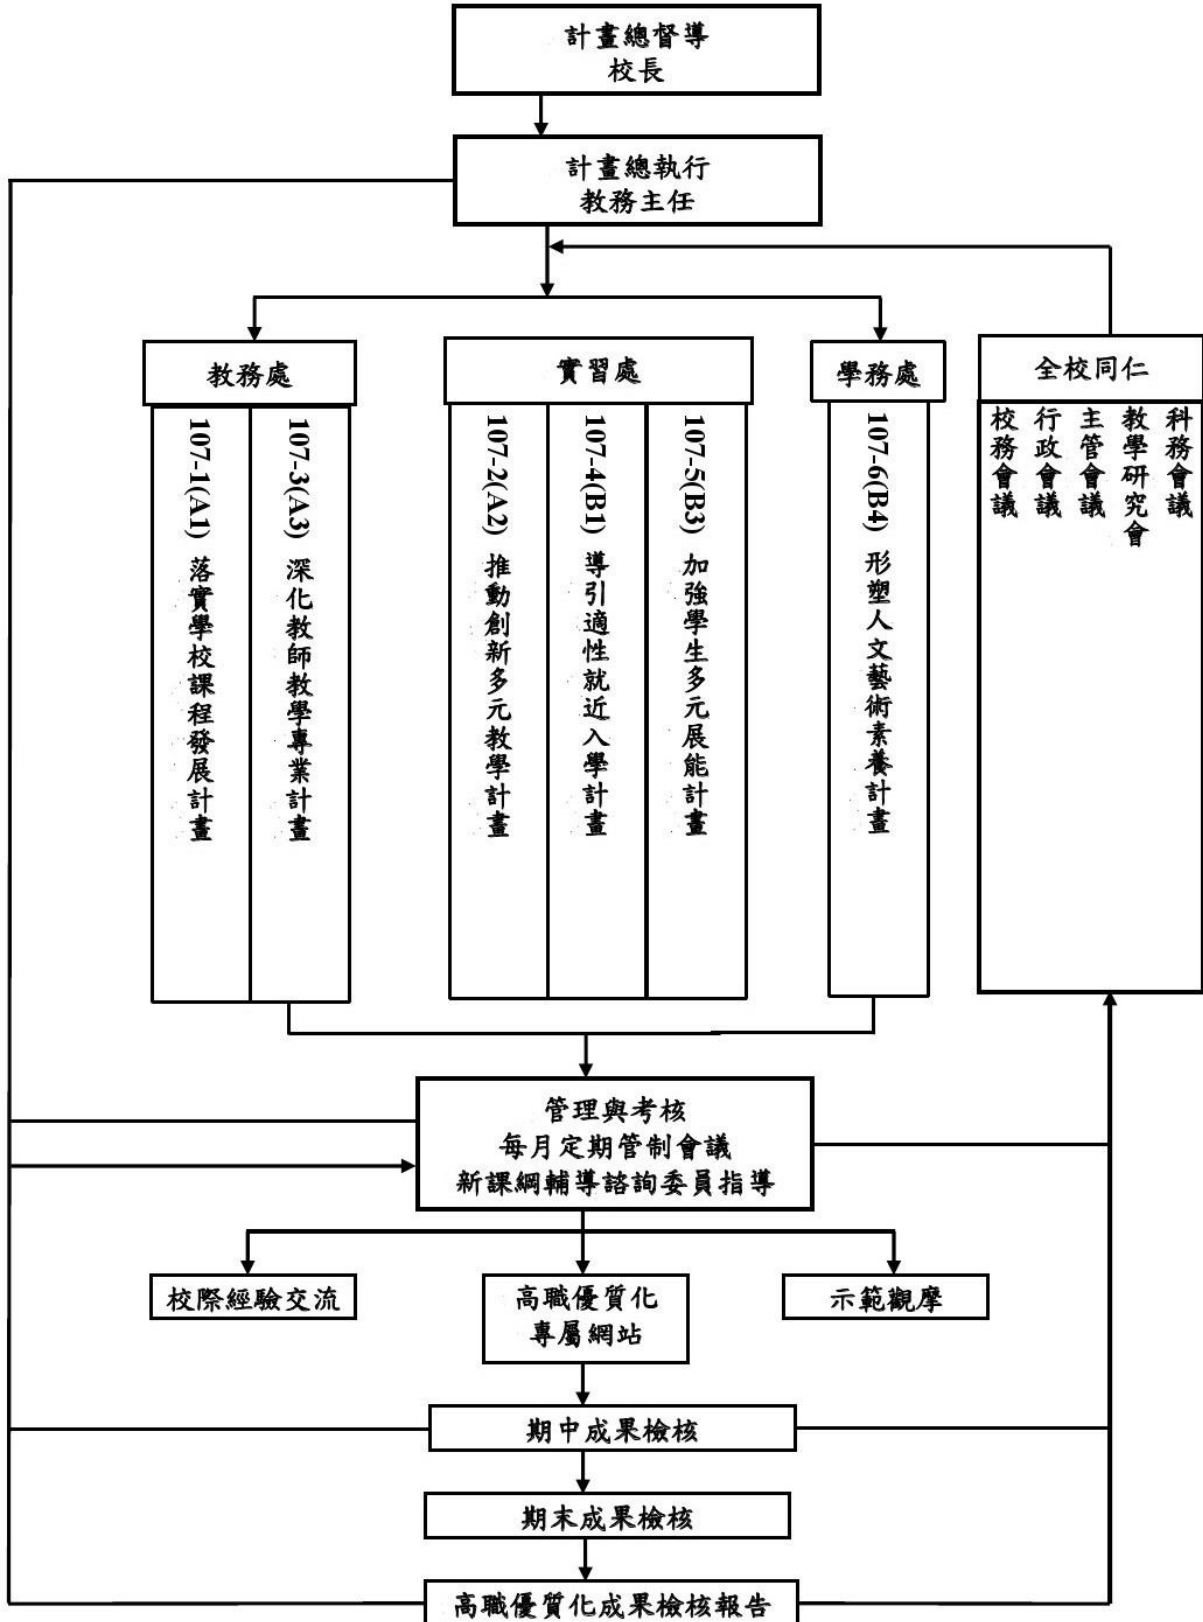 計畫總督導
校長
計畫總執行
教務主任
教務處
107-1(A1) 落實學校課程發展計畫
107-3(A3) 深化教師教學專業計畫
實習處
107-2(A2) 推動創新多元教學計畫
107-4(B1) 導引適性就近入學計畫
107-5(B3) 加強學生多元展能計畫
學務處
107-6(B4) 形塑人文藝術素養計畫
全校同仁
校務會議
行政會議
主管會議
教學研究會
科務會議
管理與考核
每月定期管制會議
新課綱輔導諮詢委員指導
校際經驗交流
高職優質化
專屬網站
示範觀摩
期中成果檢核
期末成果檢核
高職優質化成果檢核報告